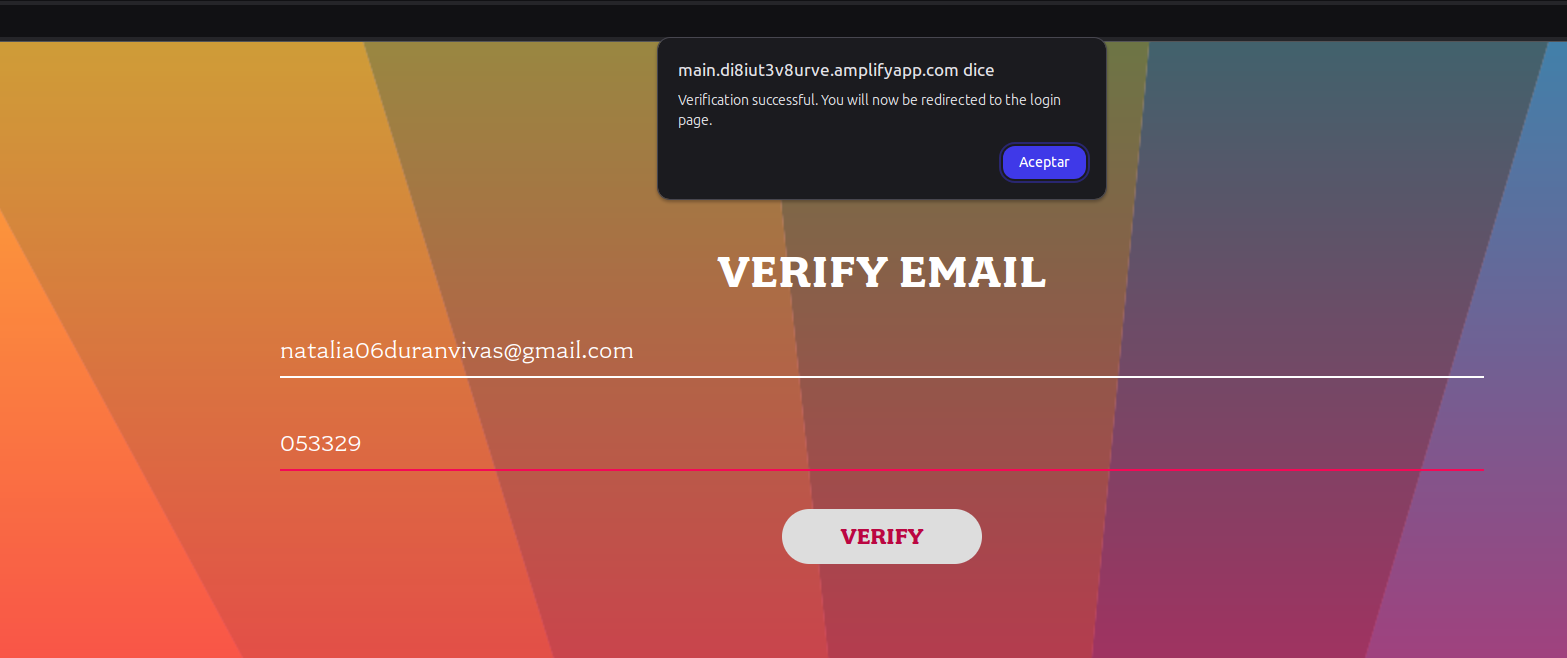 main.di8iut3v8urve.amplifyapp.com dice
Verification successful. You will now be redirected to the login
page.
Aceptar
VERIFY EMAIL
natalia06duranvivas@gmail.com
053329
VERIFY